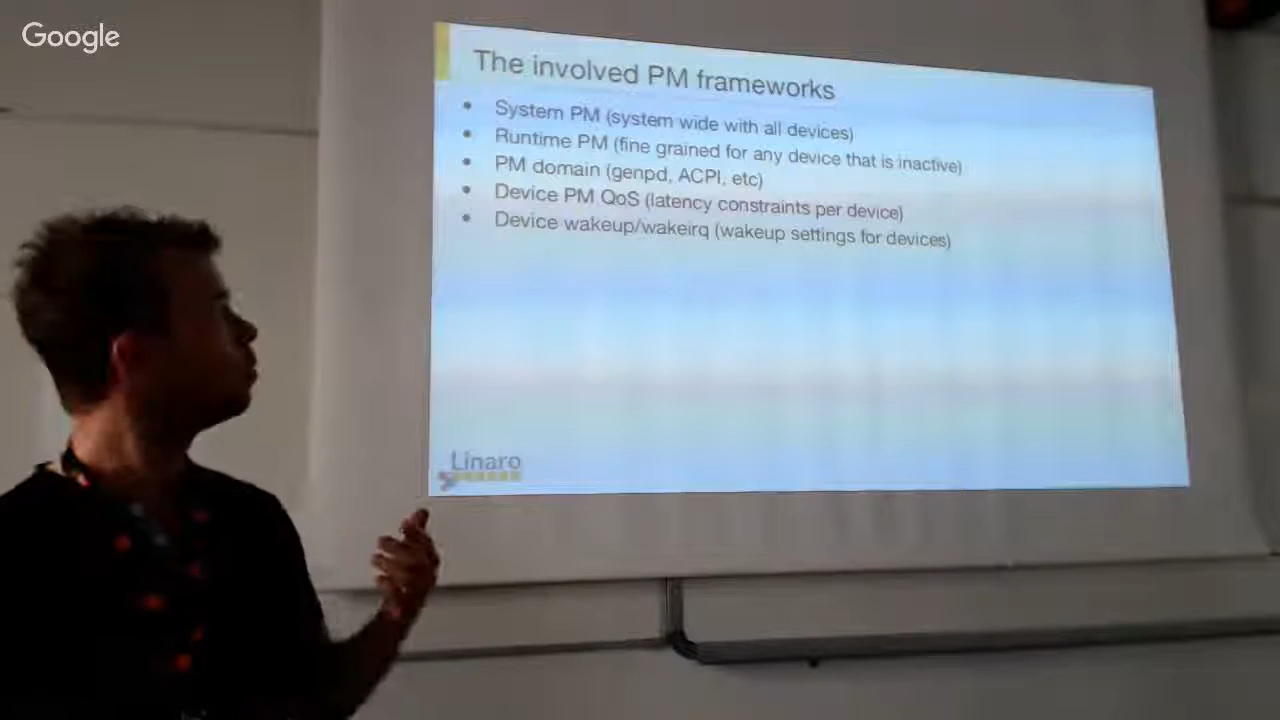 Google
The involved PM frameworks
• System PM (system wide with all devices)
• Runtime PM (fine grained for any device that is inactive)
• PM domain (genpd, ACPI, etc)
• Device PM QoS (latency constraints per device)
• Device wakeup/wakeirq (wakeup settings for devices)
Linaro